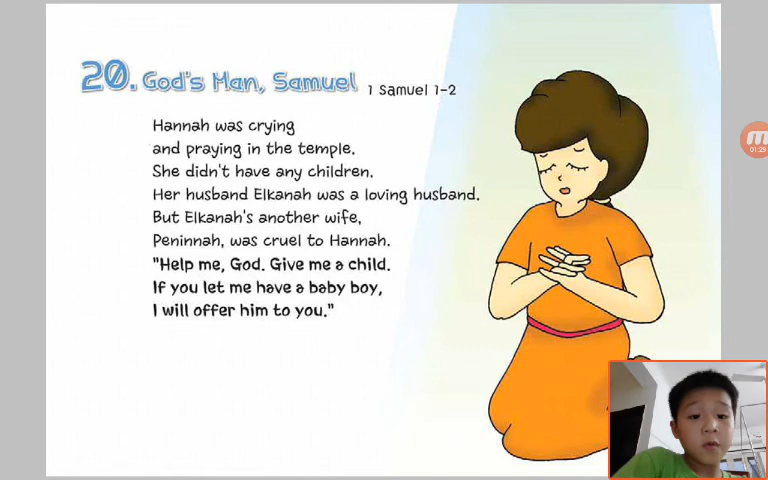 20. God's Man, Samuel 1 Samuel 1-2
Hannah was crying
and praying in the temple.
She didn't have any children.
Her husband Elkanah was a loving husband.
But Elkanah's another wife,
Peninnah, was cruel to Hannah.
"Help me, God. Give me a child.
If you let me have a baby boy,
I will offer him to you."
M
01:29